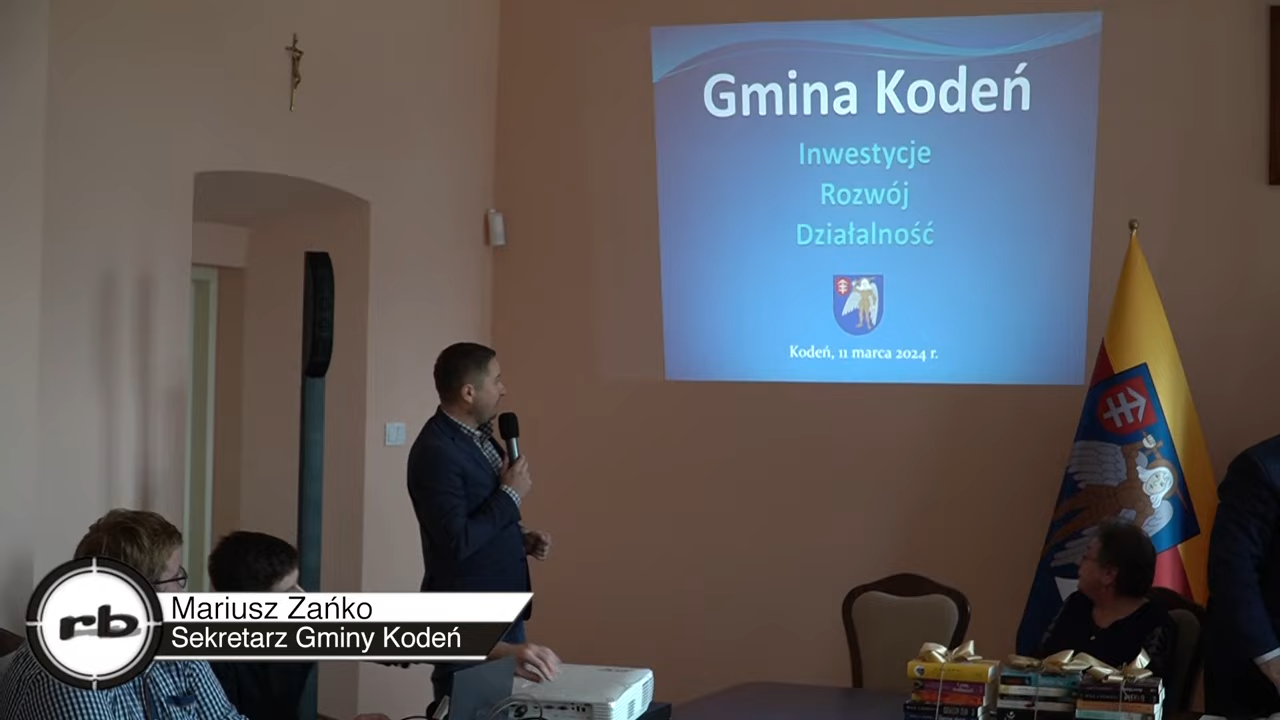 Gmina Kodeń
Inwestycje
Rozwój
Działalność
Kodeń, 11 marca 2024 r.
rb
Mariusz Zańko
Sekretarz Gminy Kodeń